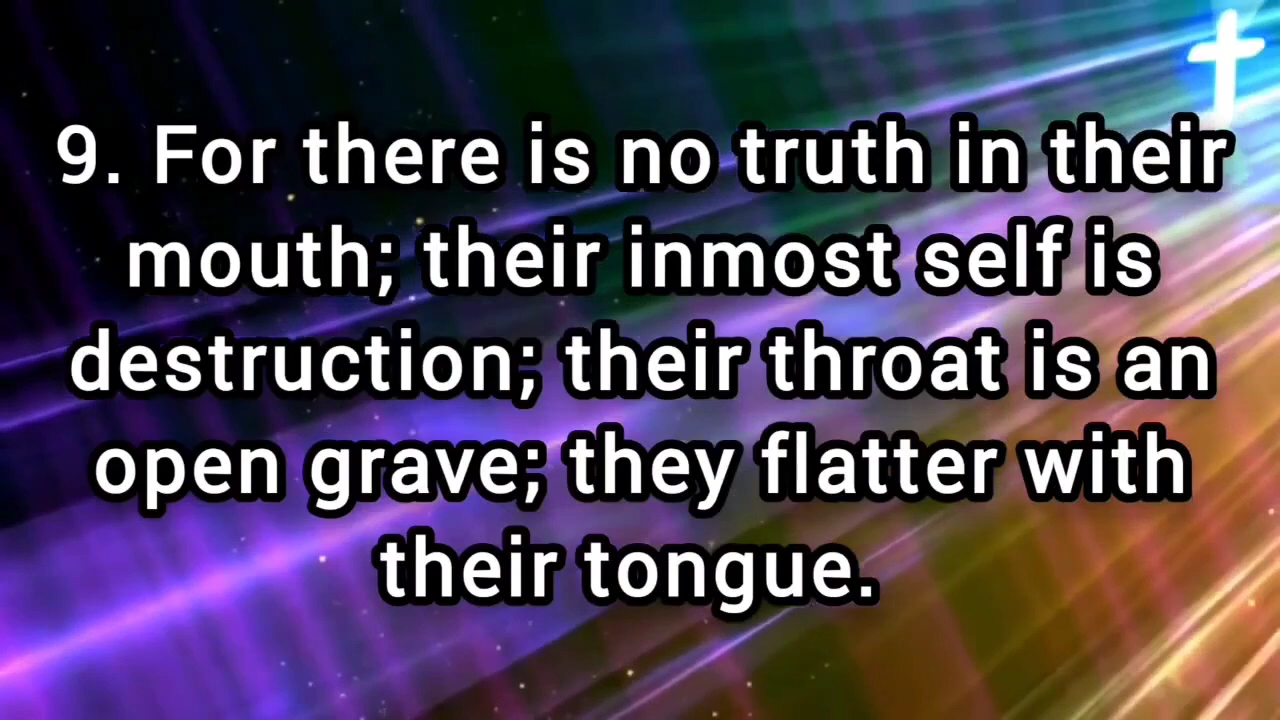 9. For there is no truth in their
mouth; their inmost self is
destruction; their throat is an
open grave; they flatter with
their tongue.